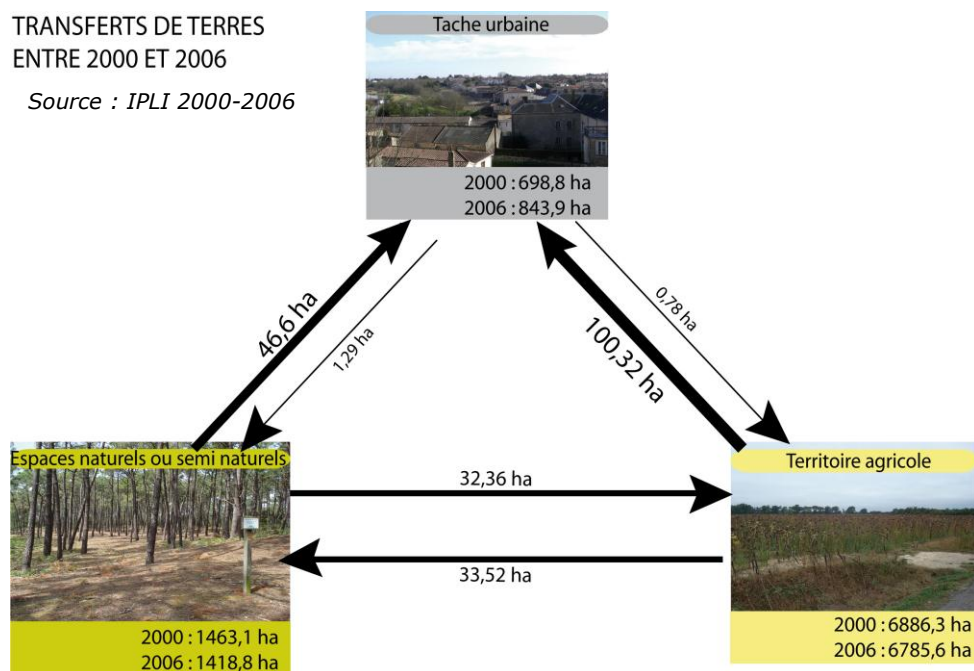 TRANSFERTS DE TERRES
ENTRE 2000 ET 2006
Source : IPLI 2000-2006
Tache urbaine
2000 : 698,8 ha
2006 : 843,9 ha
46,6 ha
1,29 ha
100,32 ha
0,78 ha
Espaces naturels ou semi naturels
Territoire agricole
32,36 ha
33,52 ha
2000 : 1463,1 ha
2006 : 1418,8 ha
2000 : 6886,3 ha
2006 : 6785,6 ha